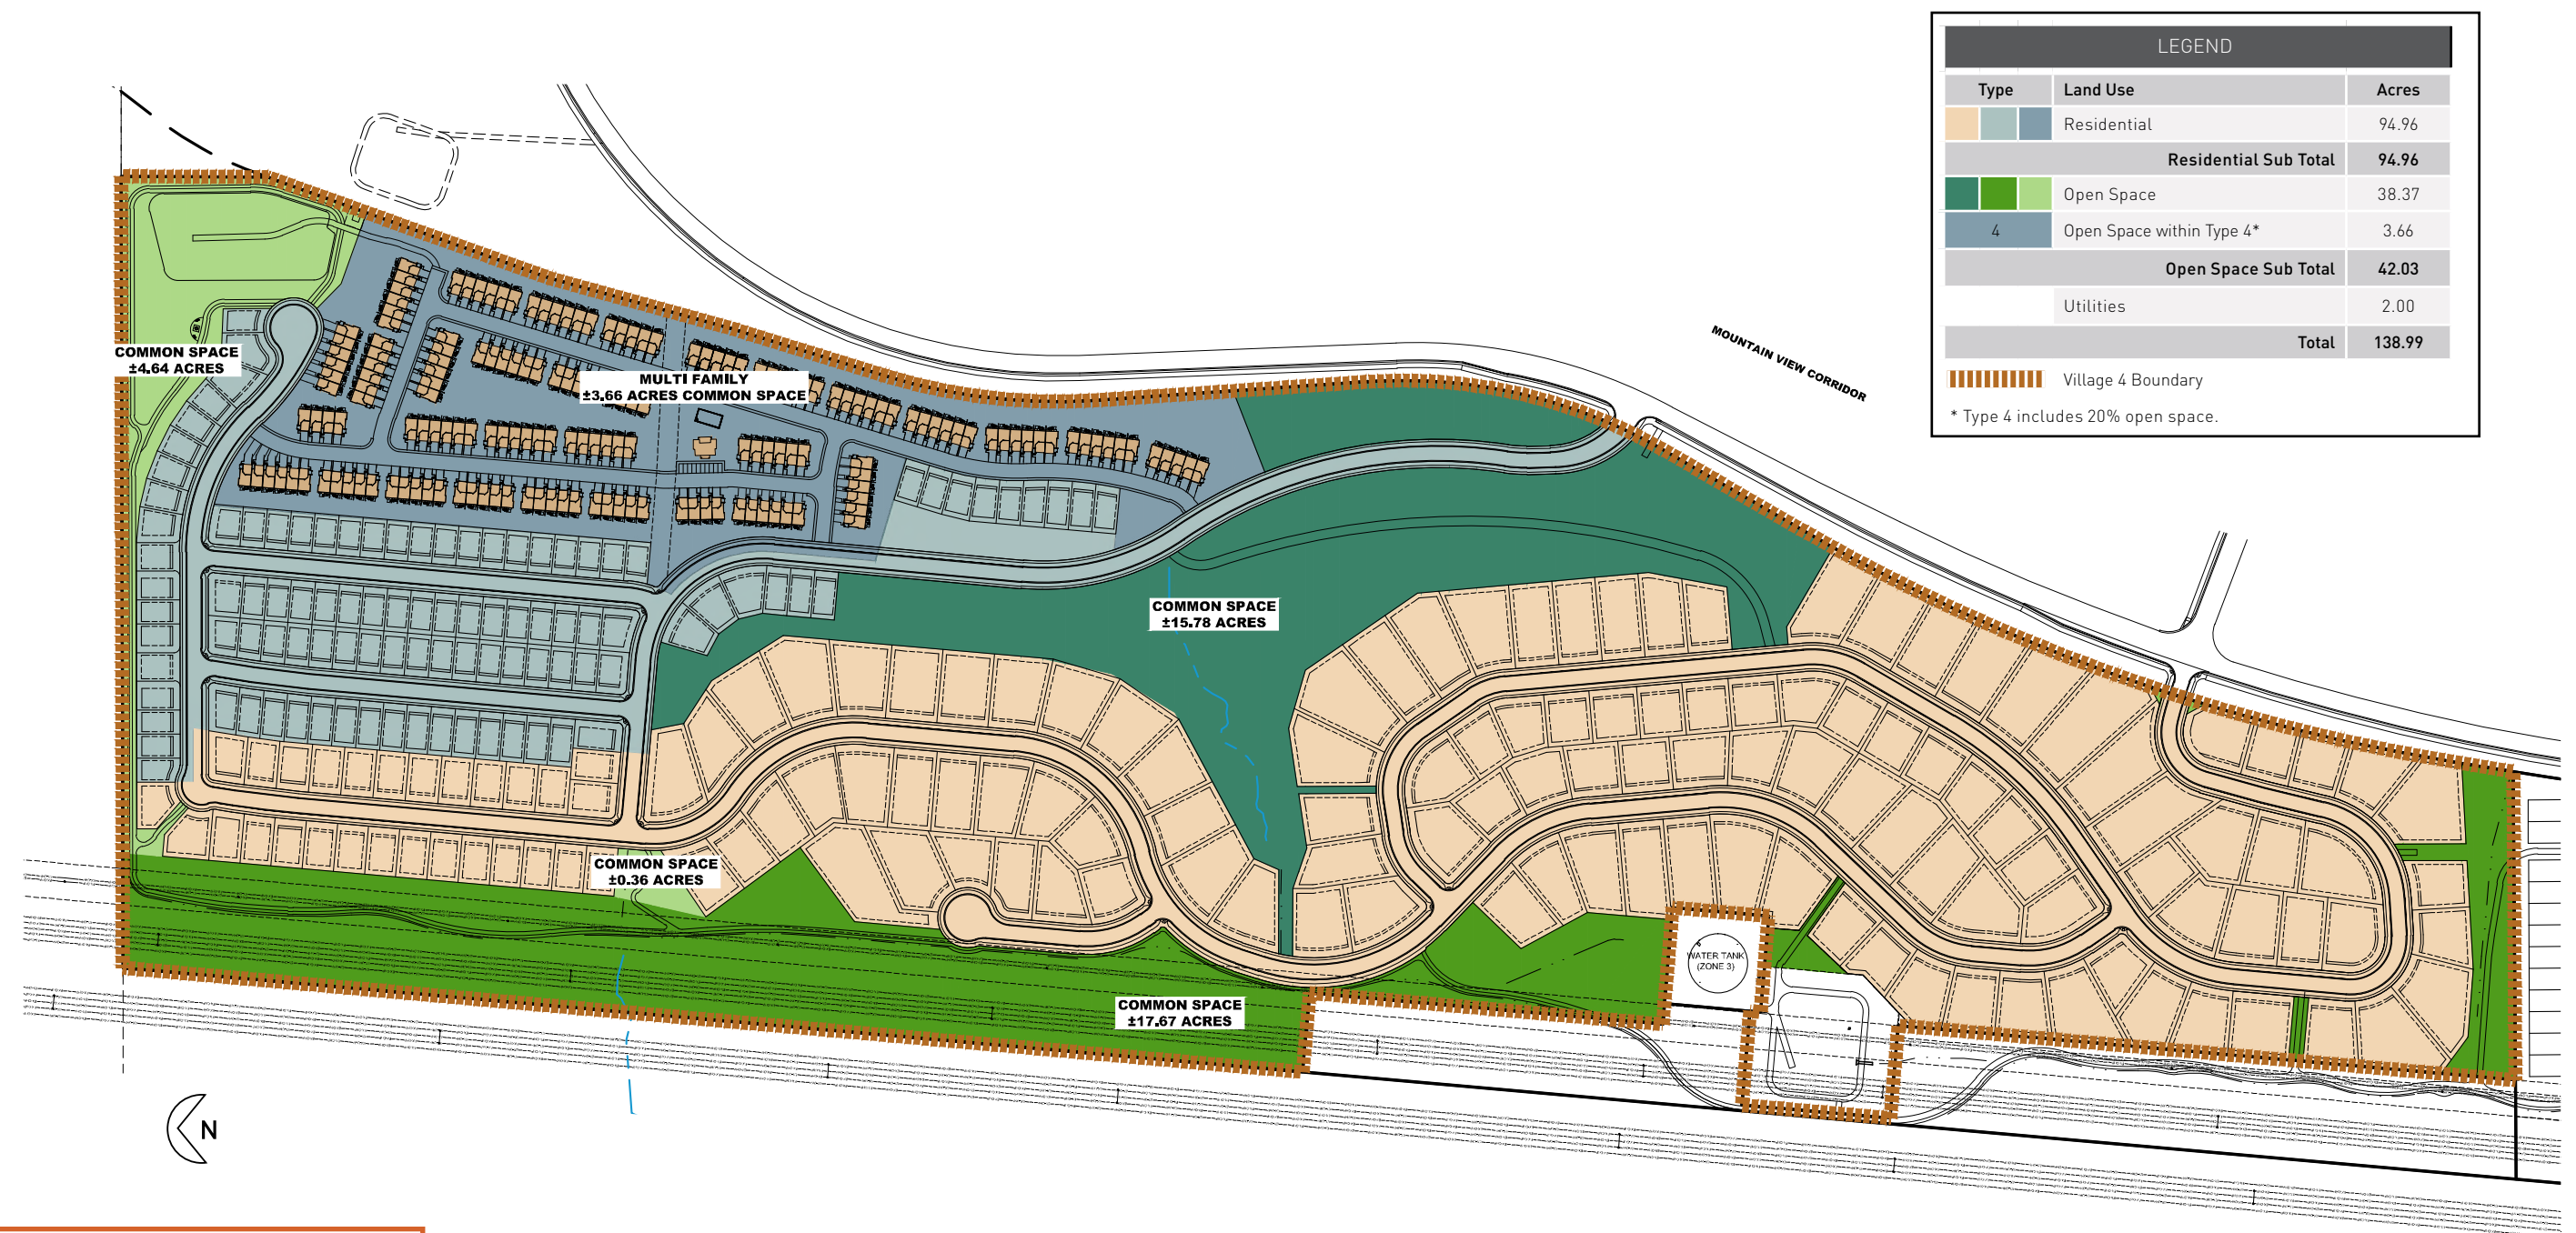 LEGEND
Type Land Use Acres
Residential 94.96
Residential Sub Total 94.96
Open Space 38.37
4 Open Space within Type 4* 3.66
Open Space Sub Total 42.03
Utilities 2.00
Total 138.99
Village 4 Boundary
* Type 4 includes 20% open space.
MOUNTAIN VIEW CORRIDOR
COMMON SPACE
±4.64 ACRES
MULTI FAMILY
±3.66 ACRES COMMON SPACE
COMMON SPACE
±15.78 ACRES
COMMON SPACE
±0.36 ACRES
WATER TANK
(ZONE 3)
COMMON SPACE
±17.67 ACRES
N